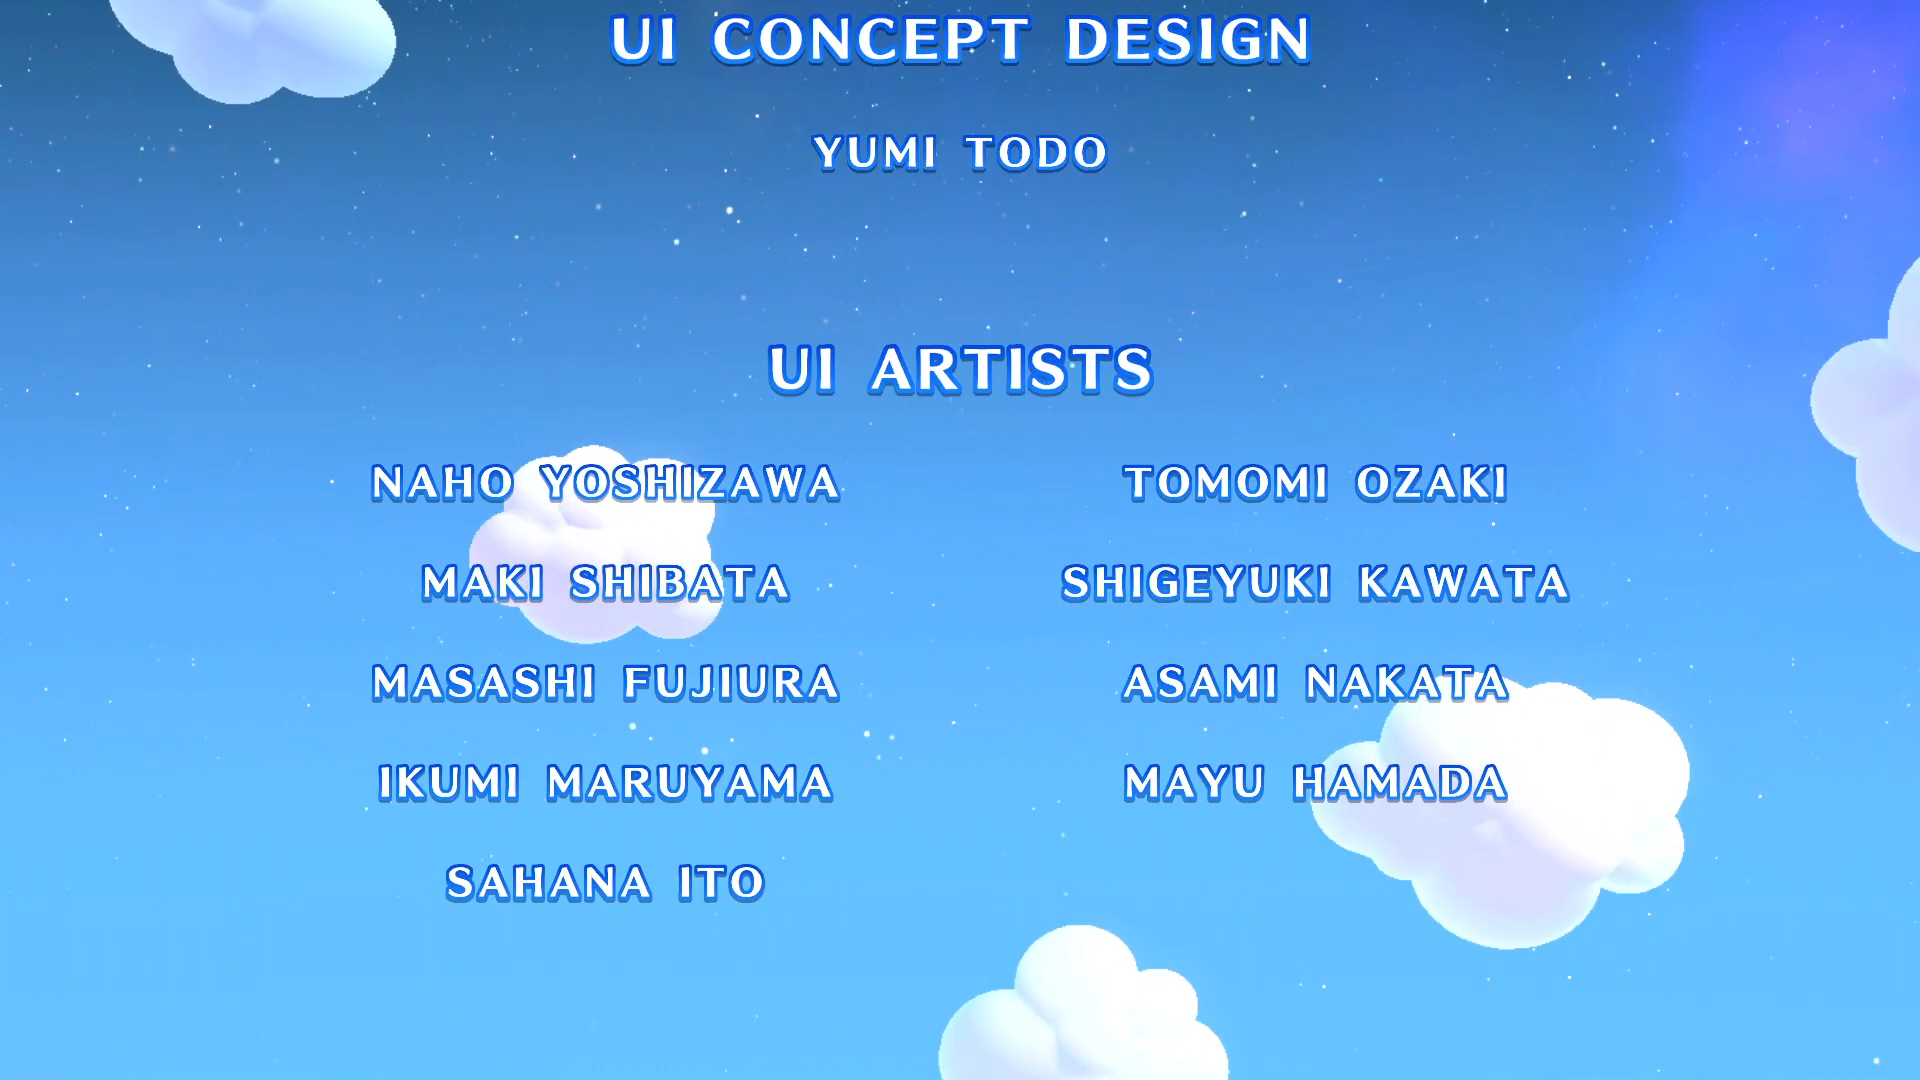 UI CONCEPT DESIGN
YUMI TODO
UI ARTISTS
NAHO YOSHIZAWA TOMOMI OZAKI
MAKI SHIBATA SHIGEYUKI KAWATA
MASASHI FUJIURA ASAMI NAKATA
IKUMI MARUYAMA MAYU HAMADA
SAHANA ITO